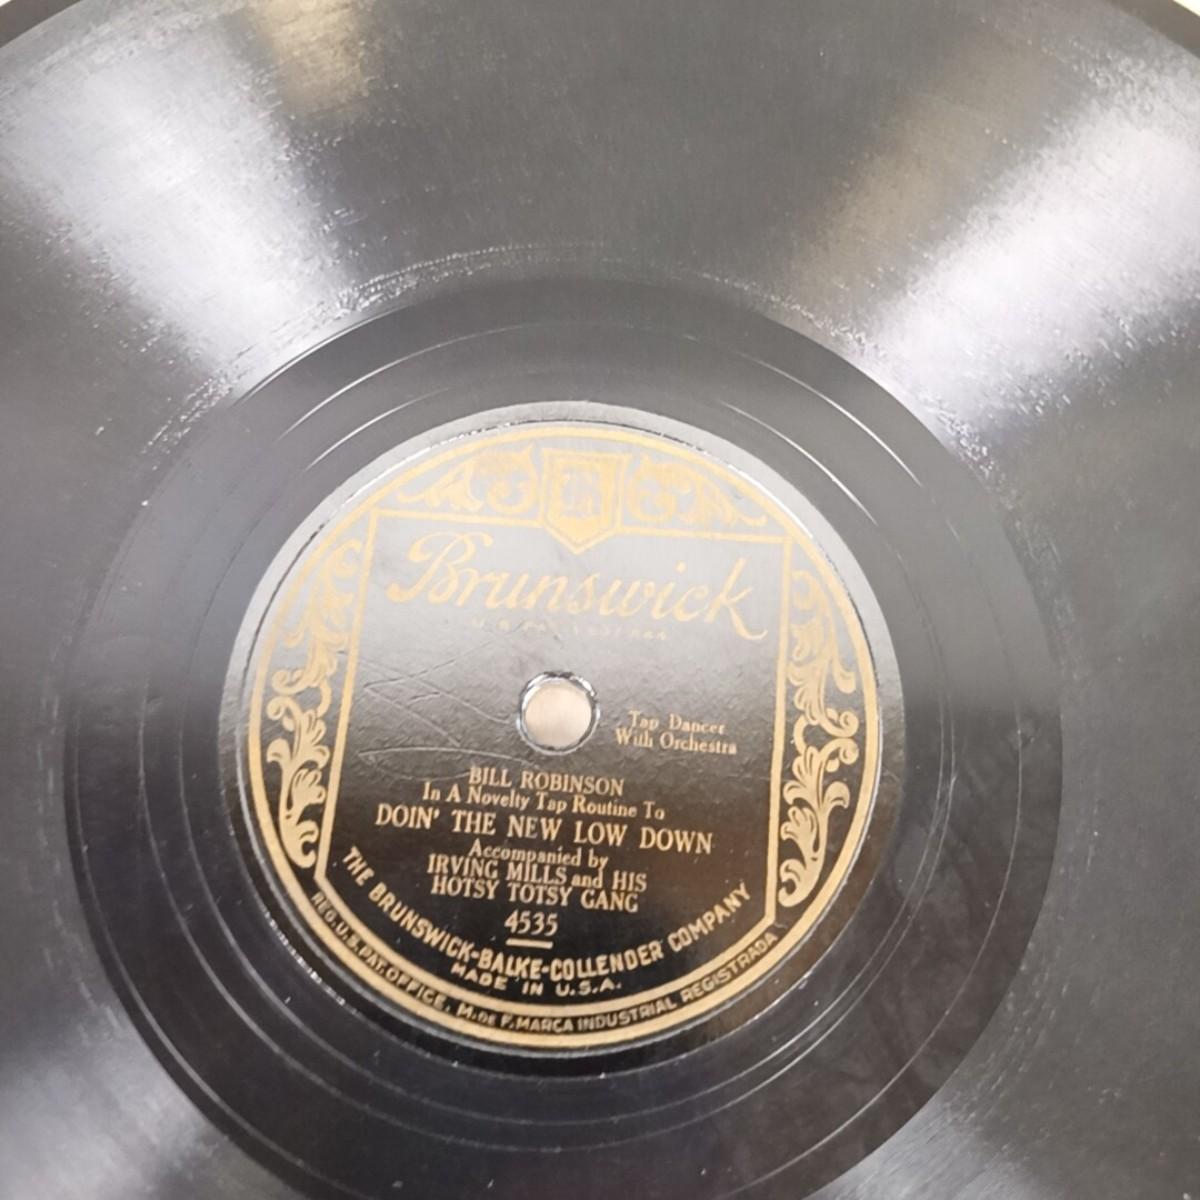 Brunswick
Tap Dancer
With Orchestra
BILL ROBINSON
In A Novelty Tap Routine To
DOIN' THE NEW LOW DOWN
Accompanied by
IRVING MILLS and HIS
HOTSY TOTSY GANG
4535
THE BRUNSWICK-BALKE-COLLENDER COMPANY
MADE IN U.S.A.
REG. U.S. PAT. OFFICE. M. DE F. MARCA INDUSTRIAL REGISTRADA